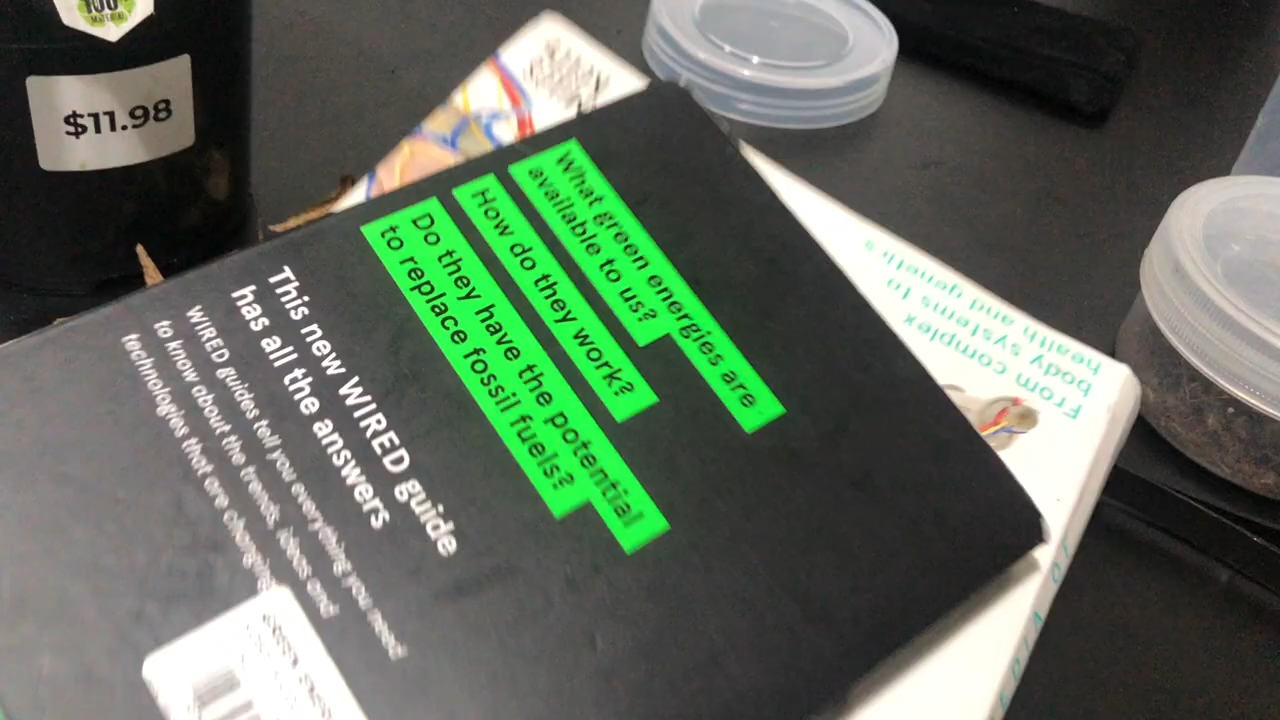 100%
MATERIAL
$11.98
What green energies are
available to us?
How do they work?
Do they have the potential
to replace fossil fuels?
This new WIRED guide
has all the answers
WIRED guides tell you everything you need
to know about the trends, ideas and
technologies that are changing
From complex
body systems to
health and genetics